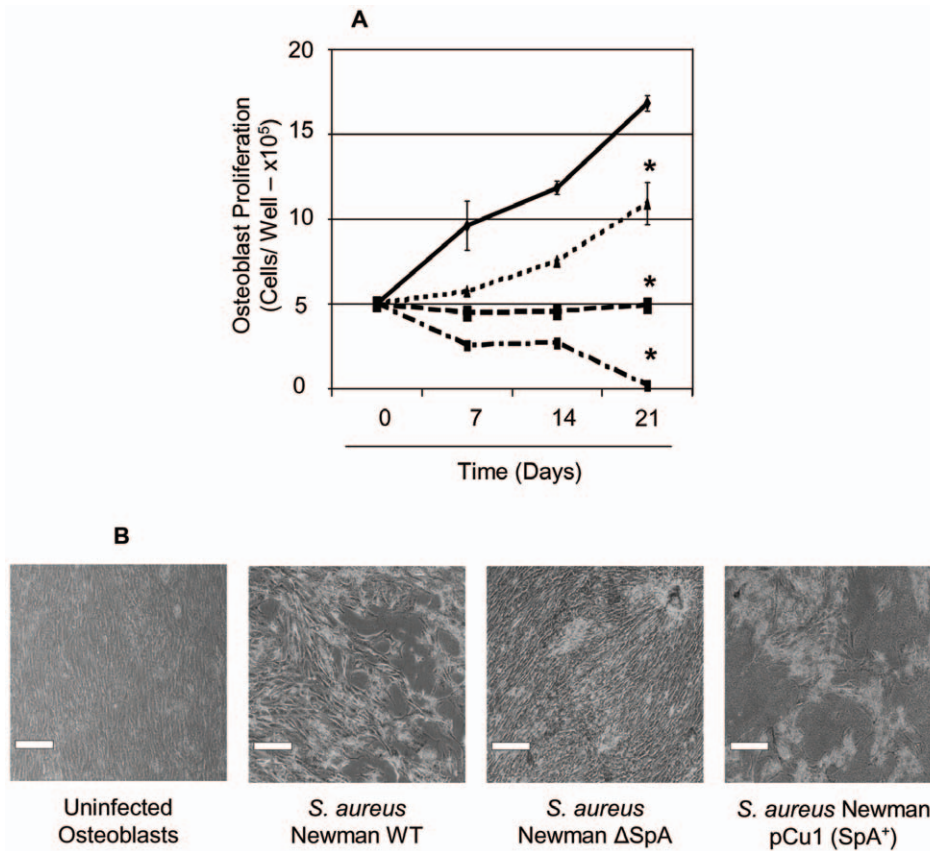 A
Osteoblast Proliferation
(Cells/ Well – x10⁵)
20
15
10
5
0
*
*
*
0 7 14 21
Time (Days)
B
Uninfected
Osteoblasts
S. aureus
Newman WT
S. aureus
Newman ΔSpA
S. aureus Newman
pCu1 (SpA⁺)